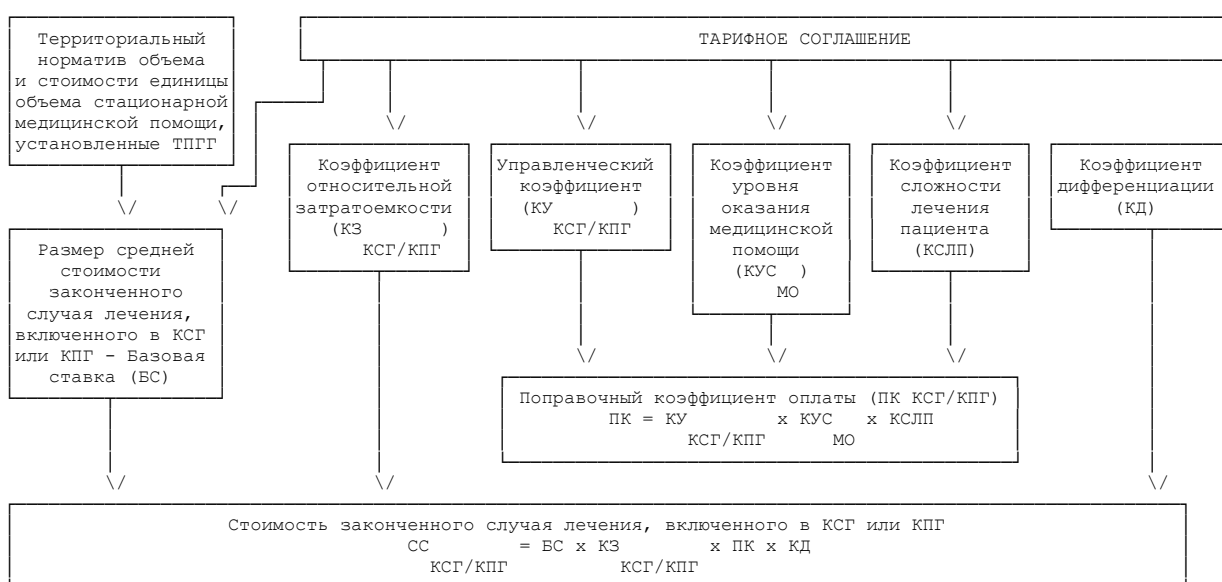 Территориальный
норматив объема
и стоимости единицы
объема стационарной
медицинской помощи,
установленные ТПГГ
ТАРИФНОЕ СОГЛАШЕНИЕ
Коэффициент
относительной
затратоемкости
(КЗ )
КСГ/КПГ
Управленческий
коэффициент
(КУ )
КСГ/КПГ
Коэффициент
уровня
оказания
медицинской
помощи
(КУС )
МО
Коэффициент
сложности
лечения
пациента
(КСЛП)
Коэффициент
дифференциации
(КД)
Размер средней
стоимости
законченного
случая лечения,
включенного в КСГ
или КПГ - Базовая
ставка (БС)
Поправочный коэффициент оплаты (ПК КСГ/КПГ)
ПК = КУ x КУС x КСЛП
КСГ/КПГ МО
Стоимость законченного случая лечения, включенного в КСГ или КПГ
СС = БС x КЗ x ПК x КД
КСГ/КПГ КСГ/КПГ